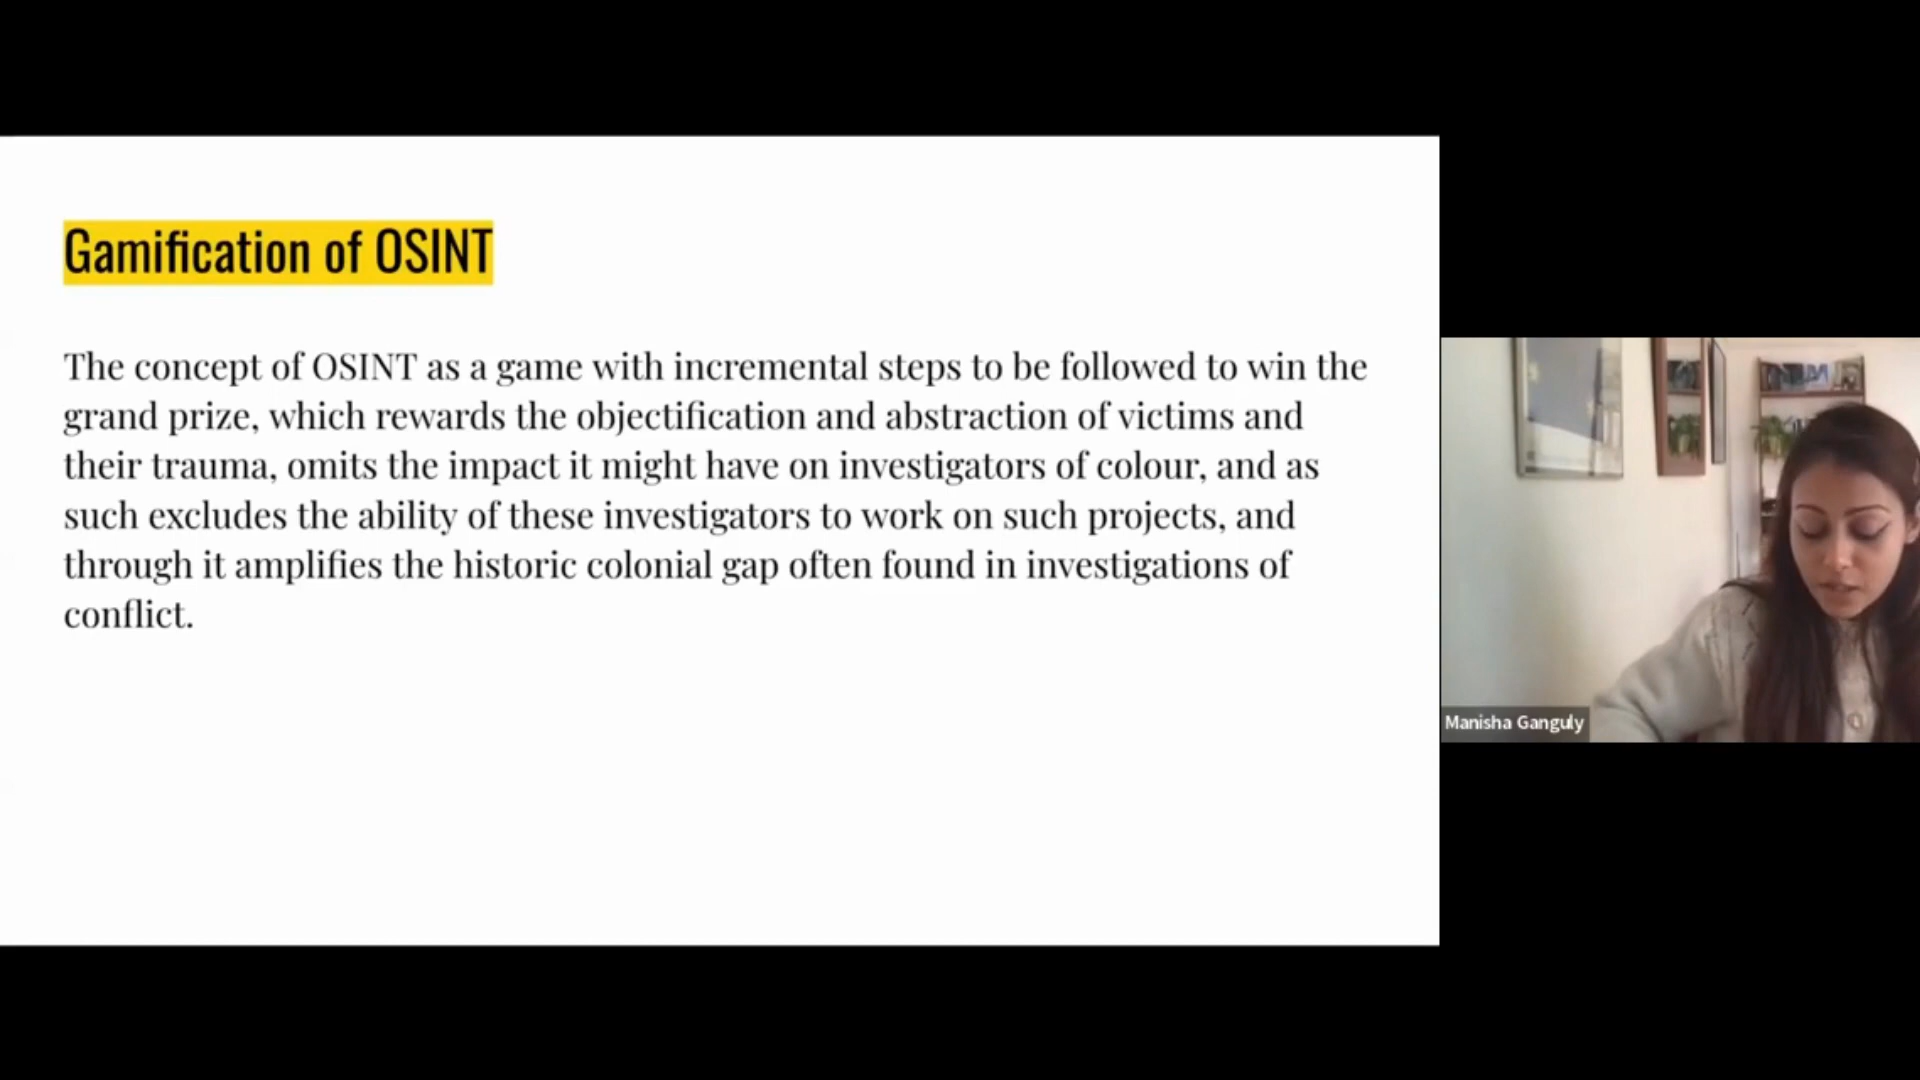 Gamification of OSINT
The concept of OSINT as a game with incremental steps to be followed to win the
grand prize, which rewards the objectification and abstraction of victims and
their trauma, omits the impact it might have on investigators of colour, and as
such excludes the ability of these investigators to work on such projects, and
through it amplifies the historic colonial gap often found in investigations of
conflict.
Manisha Ganguly